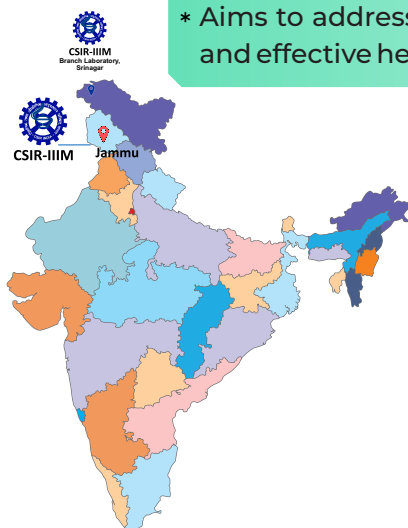 CSIR-IIIM
Branch Laboratory,
Srinagar
* Aims to address
and effective he
CSIR-IIIM
Jammu